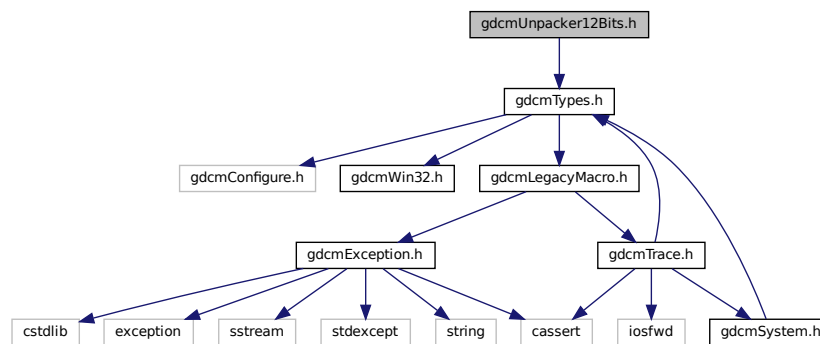 gdcmUnpacker12Bits.h
gdcmTypes.h
gdcmConfigure.h
gdcmWin32.h
gdcmLegacyMacro.h
gdcmException.h
gdcmTrace.h
cstdlib
exception
sstream
stdexcept
string
cassert
iosfwd
gdcmSystem.h